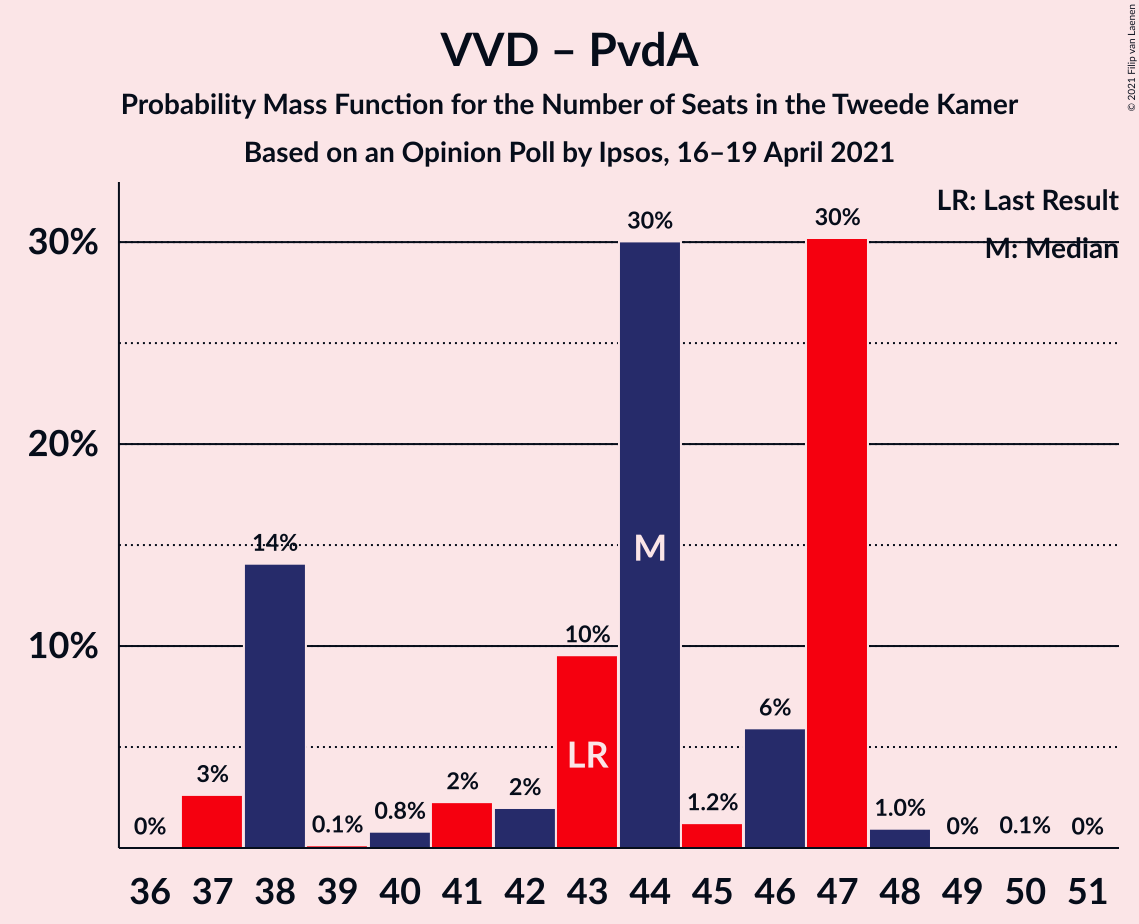 VVD – PvdA
Probability Mass Function for the Number of Seats in the Tweede Kamer
Based on an Opinion Poll by Ipsos, 16–19 April 2021
© 2021 Filip van Laenen
LR: Last Result
M: Median
30%
20%
10%
0%
3%
14%
0.1%
0.8%
2%
2%
10%
30%
1.2%
6%
30%
1.0%
0%
0.1%
0%
M
LR
36 37 38 39 40 41 42 43 44 45 46 47 48 49 50 51